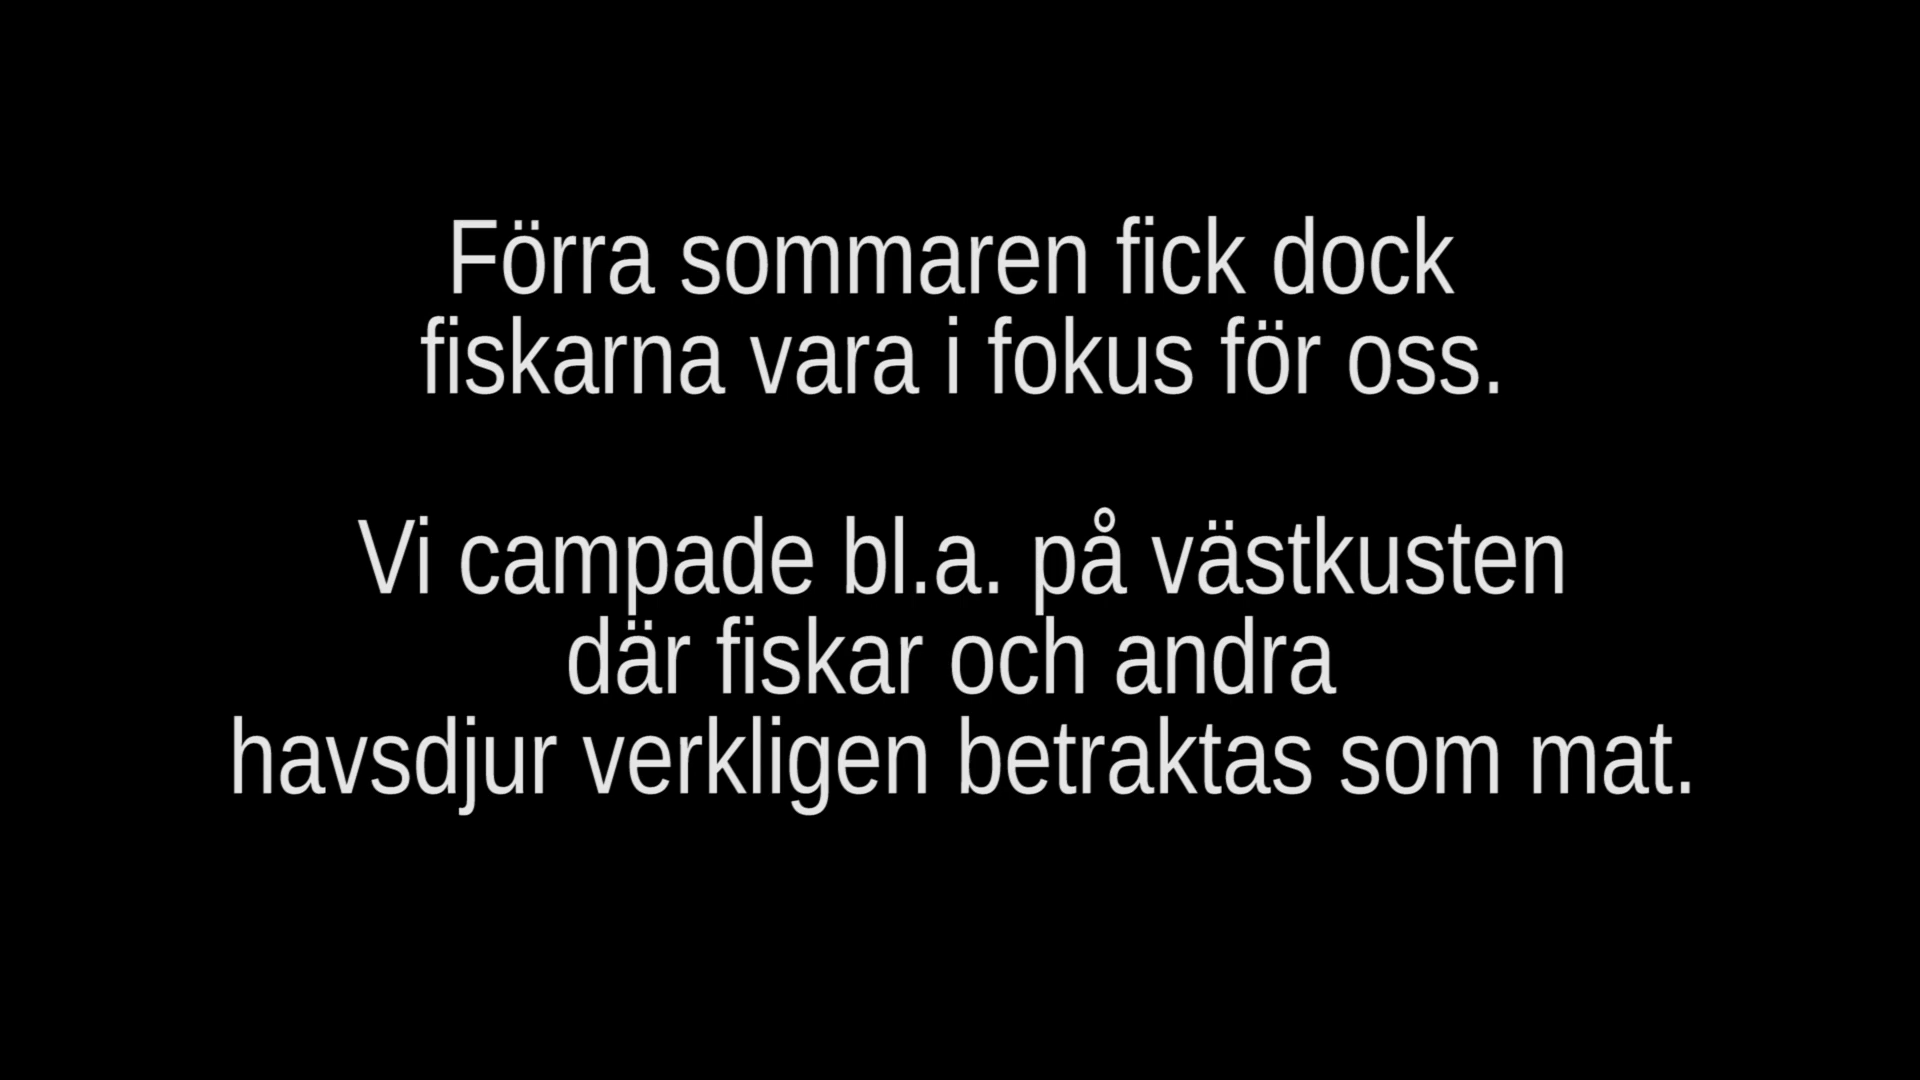 Förra sommaren fick dock
fiskarna vara i fokus för oss.
Vi campade bl.a. på västkusten
där fiskar och andra
havsdjur verkligen betraktas som mat.